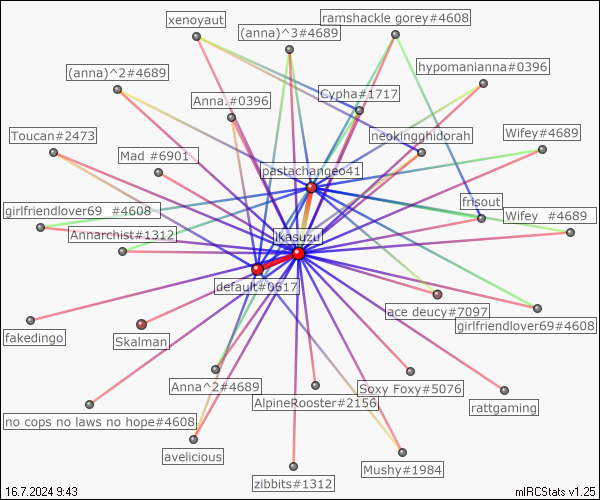 xenoyaut
(anna)^3#4689
ramshackle gorey#4608
(anna)^2#4689
hypomanianna#0396
Anna.#0396
Cypha#1717
Toucan#2473
neokingghidorah
Wifey#4689
Mad #6901
pastachangeo41
girlfriendlover69 #4608
frisout
Wifey #4689
Annarchist#1312
ikasuzu
default#0617
ace deucy#7097
girlfriendlover69#4608
fakedingo
Skalman
Anna^2#4689
AlpineRooster#2156
Soxy Foxy#5076
rattgaming
no cops no laws no hope#4608
avelicious
zibbits#1312
Mushy#1984
16.7.2024 9:43
mIRCStats v1.25